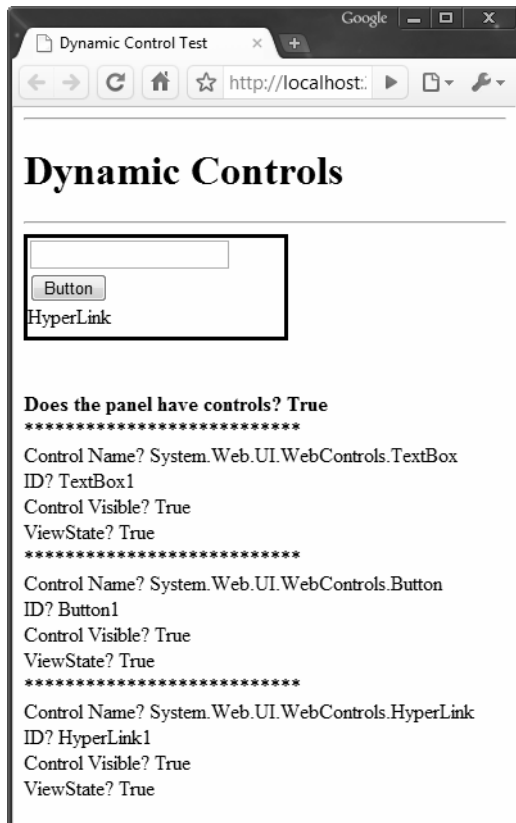 Google
Dynamic Control Test
http://localhost:
Dynamic Controls
Button
HyperLink
Does the panel have controls? True
***************************
Control Name? System.Web.UI.WebControls.TextBox
ID? TextBox1
Control Visible? True
ViewState? True
***************************
Control Name? System.Web.UI.WebControls.Button
ID? Button1
Control Visible? True
ViewState? True
***************************
Control Name? System.Web.UI.WebControls.HyperLink
ID? HyperLink1
Control Visible? True
ViewState? True